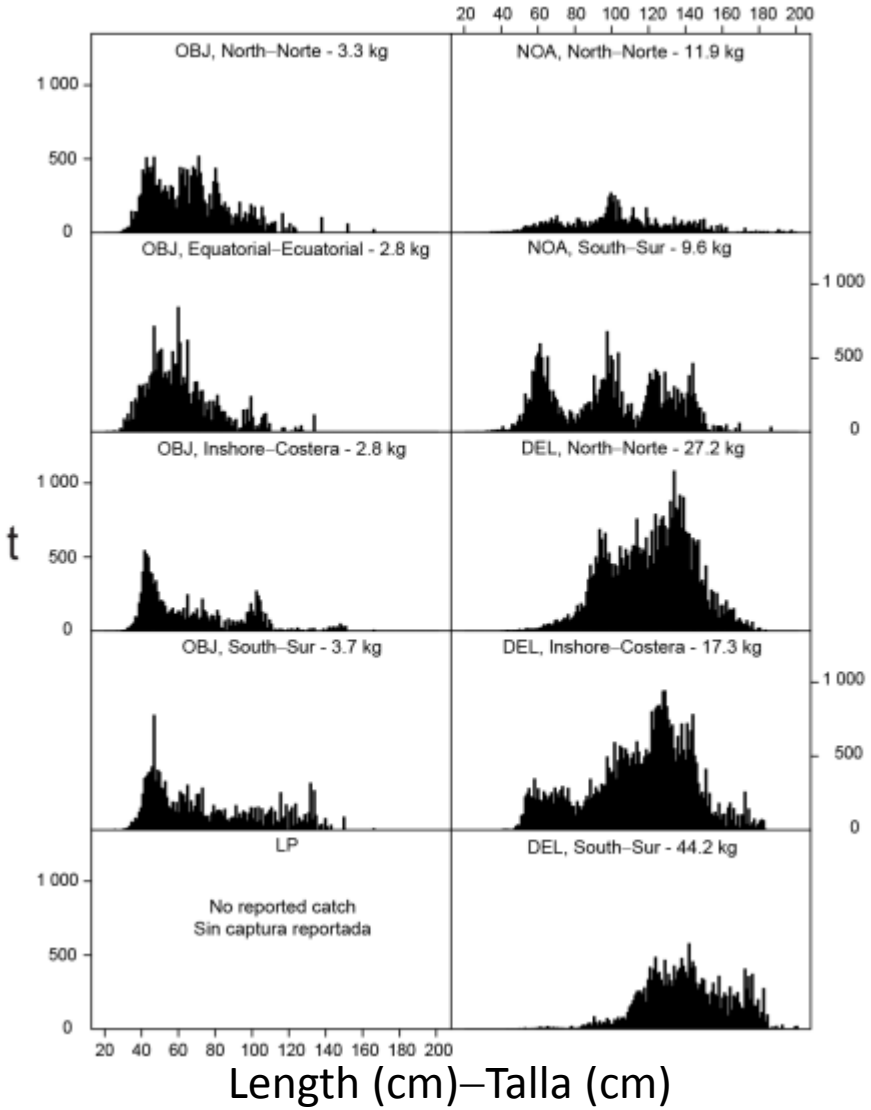 20 40 60 80 100 120 140 160 180 200
OBJ, North–Norte - 3.3 kg
NOA, North–Norte - 11.9 kg
1 000
500
0
OBJ, Equatorial–Ecuatorial - 2.8 kg
NOA, South–Sur - 9.6 kg
1 000
500
0
OBJ, Inshore–Costera - 2.8 kg
DEL, North–Norte - 27.2 kg
1 000
t
500
0
OBJ, South–Sur - 3.7 kg
DEL, Inshore–Costera - 17.3 kg
1 000
500
0
LP
DEL, South–Sur - 44.2 kg
1 000
No reported catch
Sin captura reportada
500
0
20 40 60 80 100 120 140 160 180 200
Length (cm)–Talla (cm)